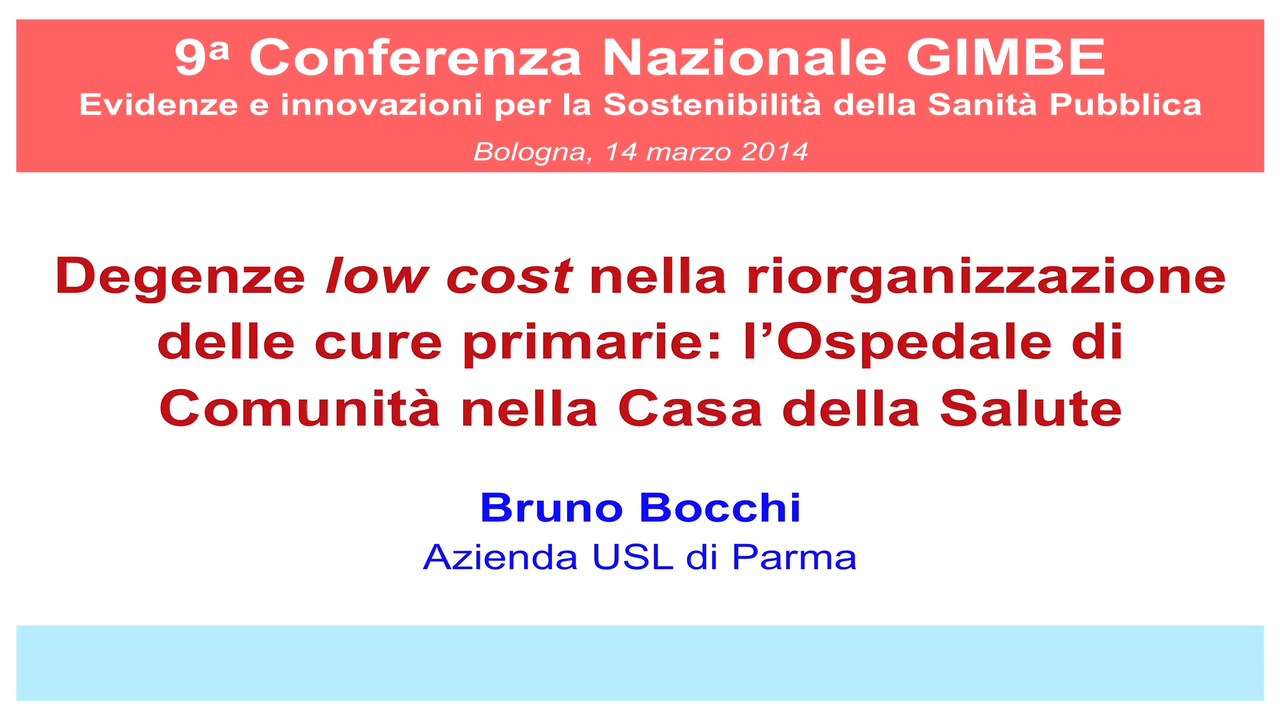 9ª Conferenza Nazionale GIMBE
Evidenze e innovazioni per la Sostenibilità della Sanità Pubblica
Bologna, 14 marzo 2014
Degenze low cost nella riorganizzazione
delle cure primarie: l’Ospedale di
Comunità nella Casa della Salute
Bruno Bocchi
Azienda USL di Parma